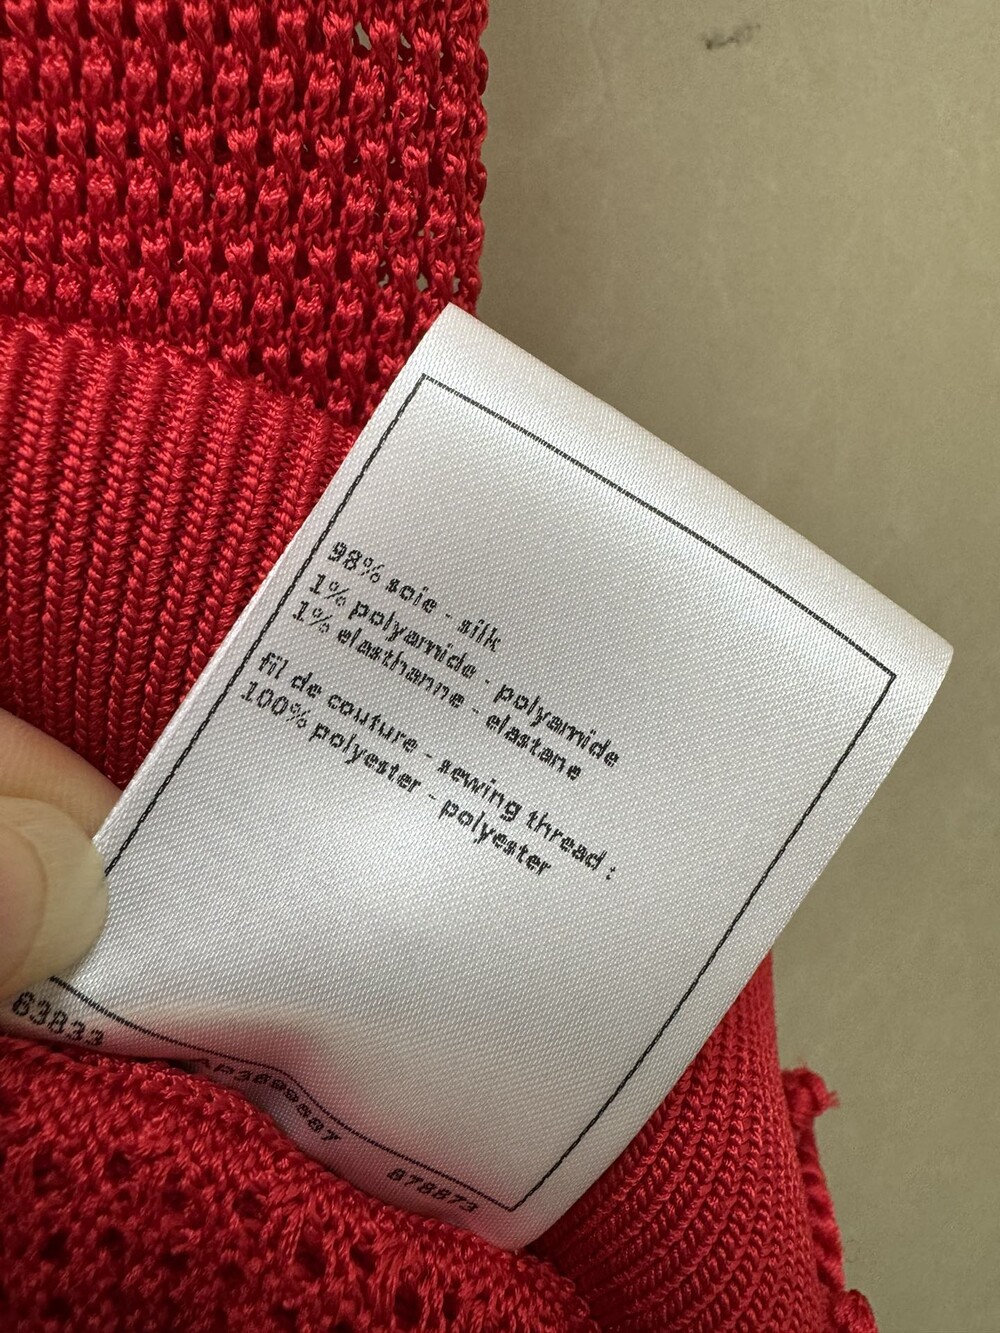 98% soie - silk
1% polyamide - polyamide
1% elasthanne - elastane
fil de couture - sewing thread :
100% polyester - polyester
83833
878873